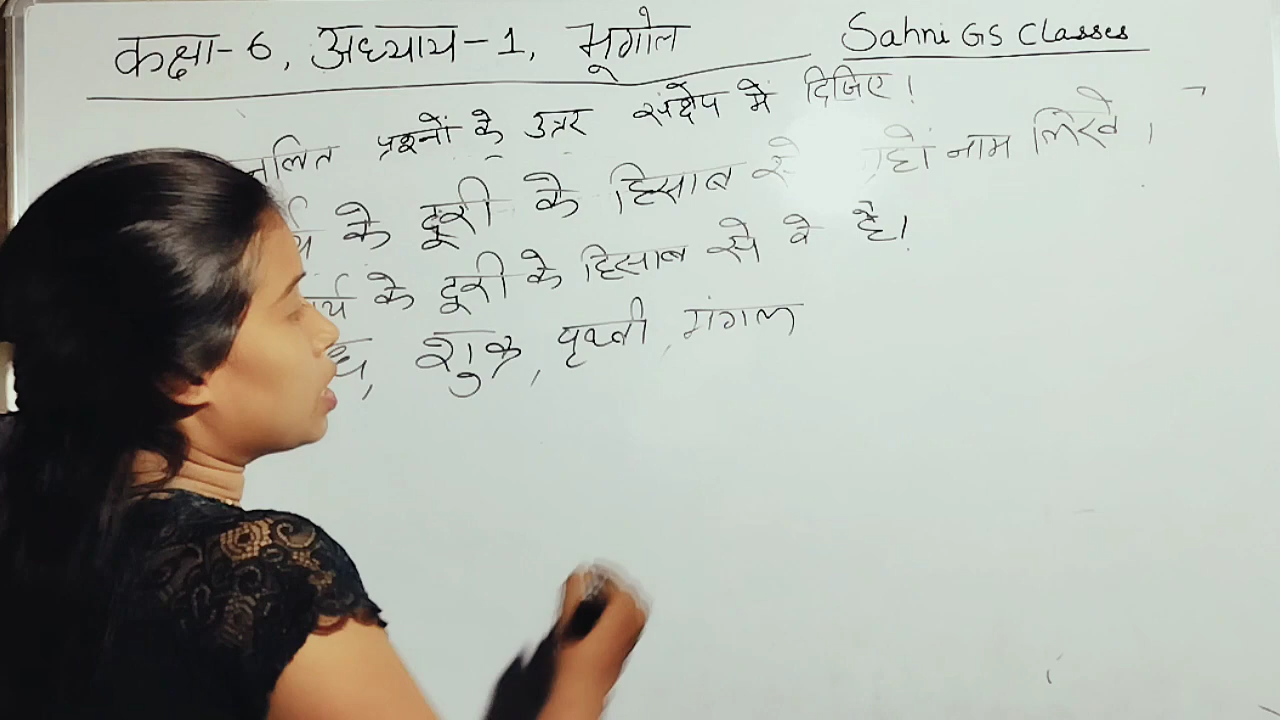 कक्षा-6, अध्याय-1, भूगोल
Sahni GS Classes
प्रश्नों के उत्तर संक्षेप में दिजिए।
के दूरी के हिसाब से नाम लिखे।
के दूरी के हिसाब से वे है।
शुक्र, पृथ्वी, मंगल